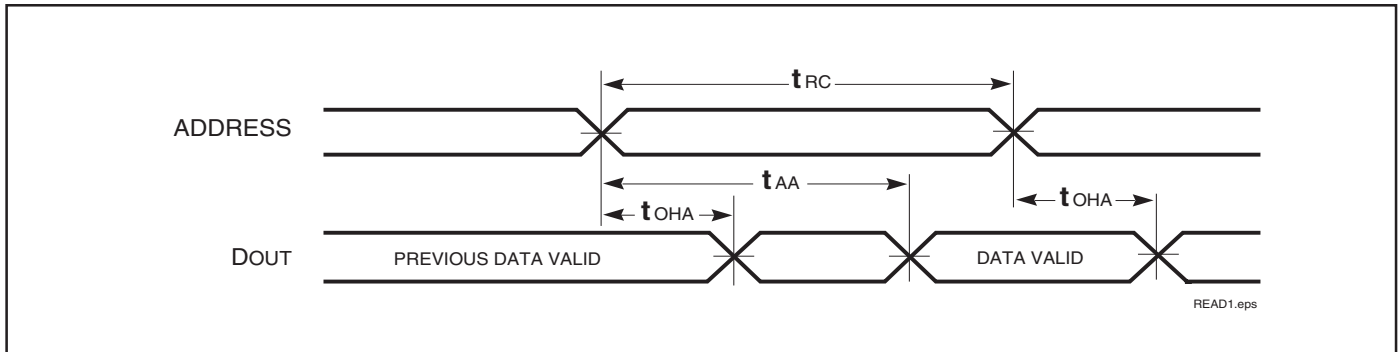 tRC
ADDRESS
tAA
tOHA
tOHA
DOUT
PREVIOUS DATA VALID
DATA VALID
READ1.eps